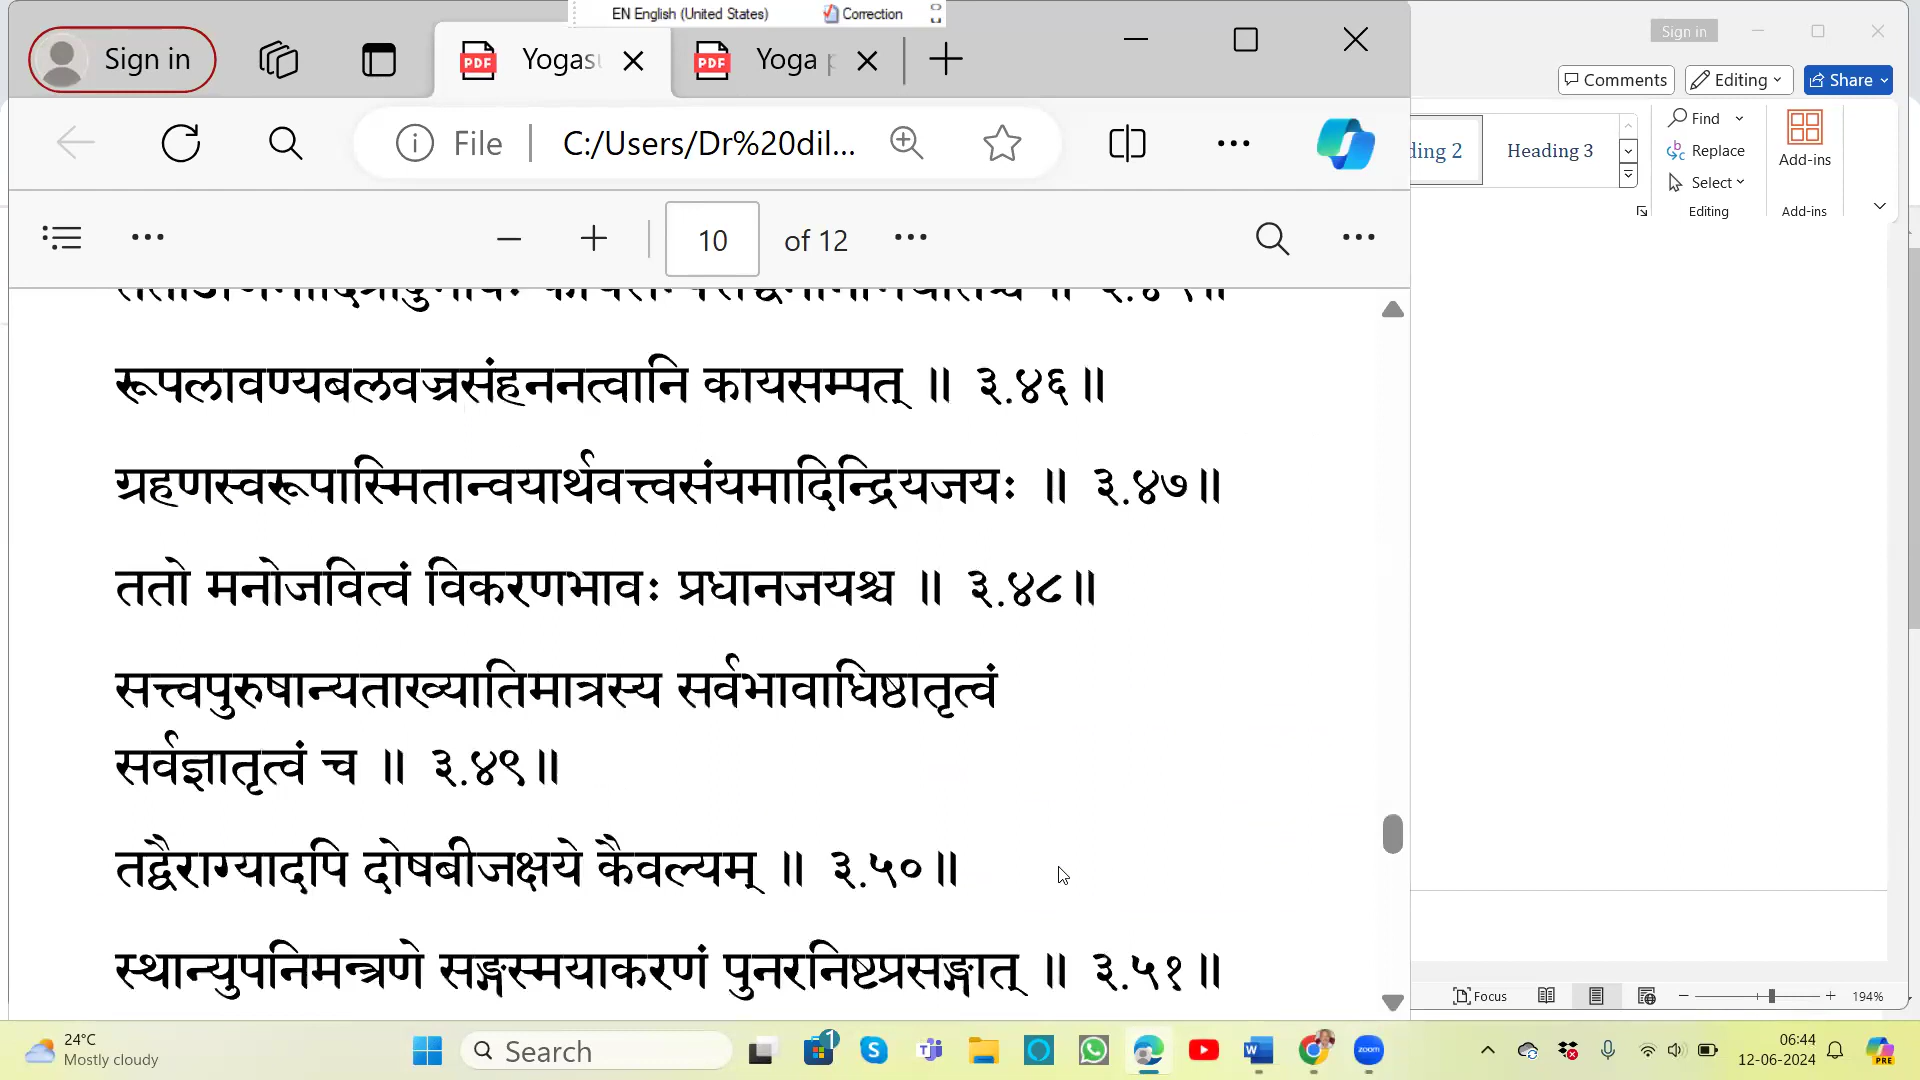 EN English (United States) Correction
Sign in
Yogas
Yoga p
Sign in
Comments
Editing
Share
File
C:/Users/Dr%20dil...
ding 2
Heading 3
Find
Replace
Select
Add-ins
Editing
Add-ins
10 of 12
रूपलावण्यबलवज्रसंहननत्वानि कायसम्पत् ॥ ३.४६॥
ग्रहणस्वरूपास्मितान्वयार्थवत्त्वसंयमादिन्द्रियजयः ॥ ३.४७॥
ततो मनोजवित्वं विकरणभावः प्रधानजयश्च ॥ ३.४८॥
सत्त्वपुरुषान्यताख्यातिमात्रस्य सर्वभावाधिष्ठातृत्वं
सर्वज्ञातृत्वं च ॥ ३.४९॥
तद्वैराग्यादपि दोषबीजक्षये कैवल्यम् ॥ ३.५०॥
स्थान्युपनिमन्त्रणे सङ्गस्मयाकरणं पुनरनिष्टप्रसङ्गात् ॥ ३.५१॥
Focus
194%
24°C
Mostly cloudy
Search
zoom
06:44
12-06-2024